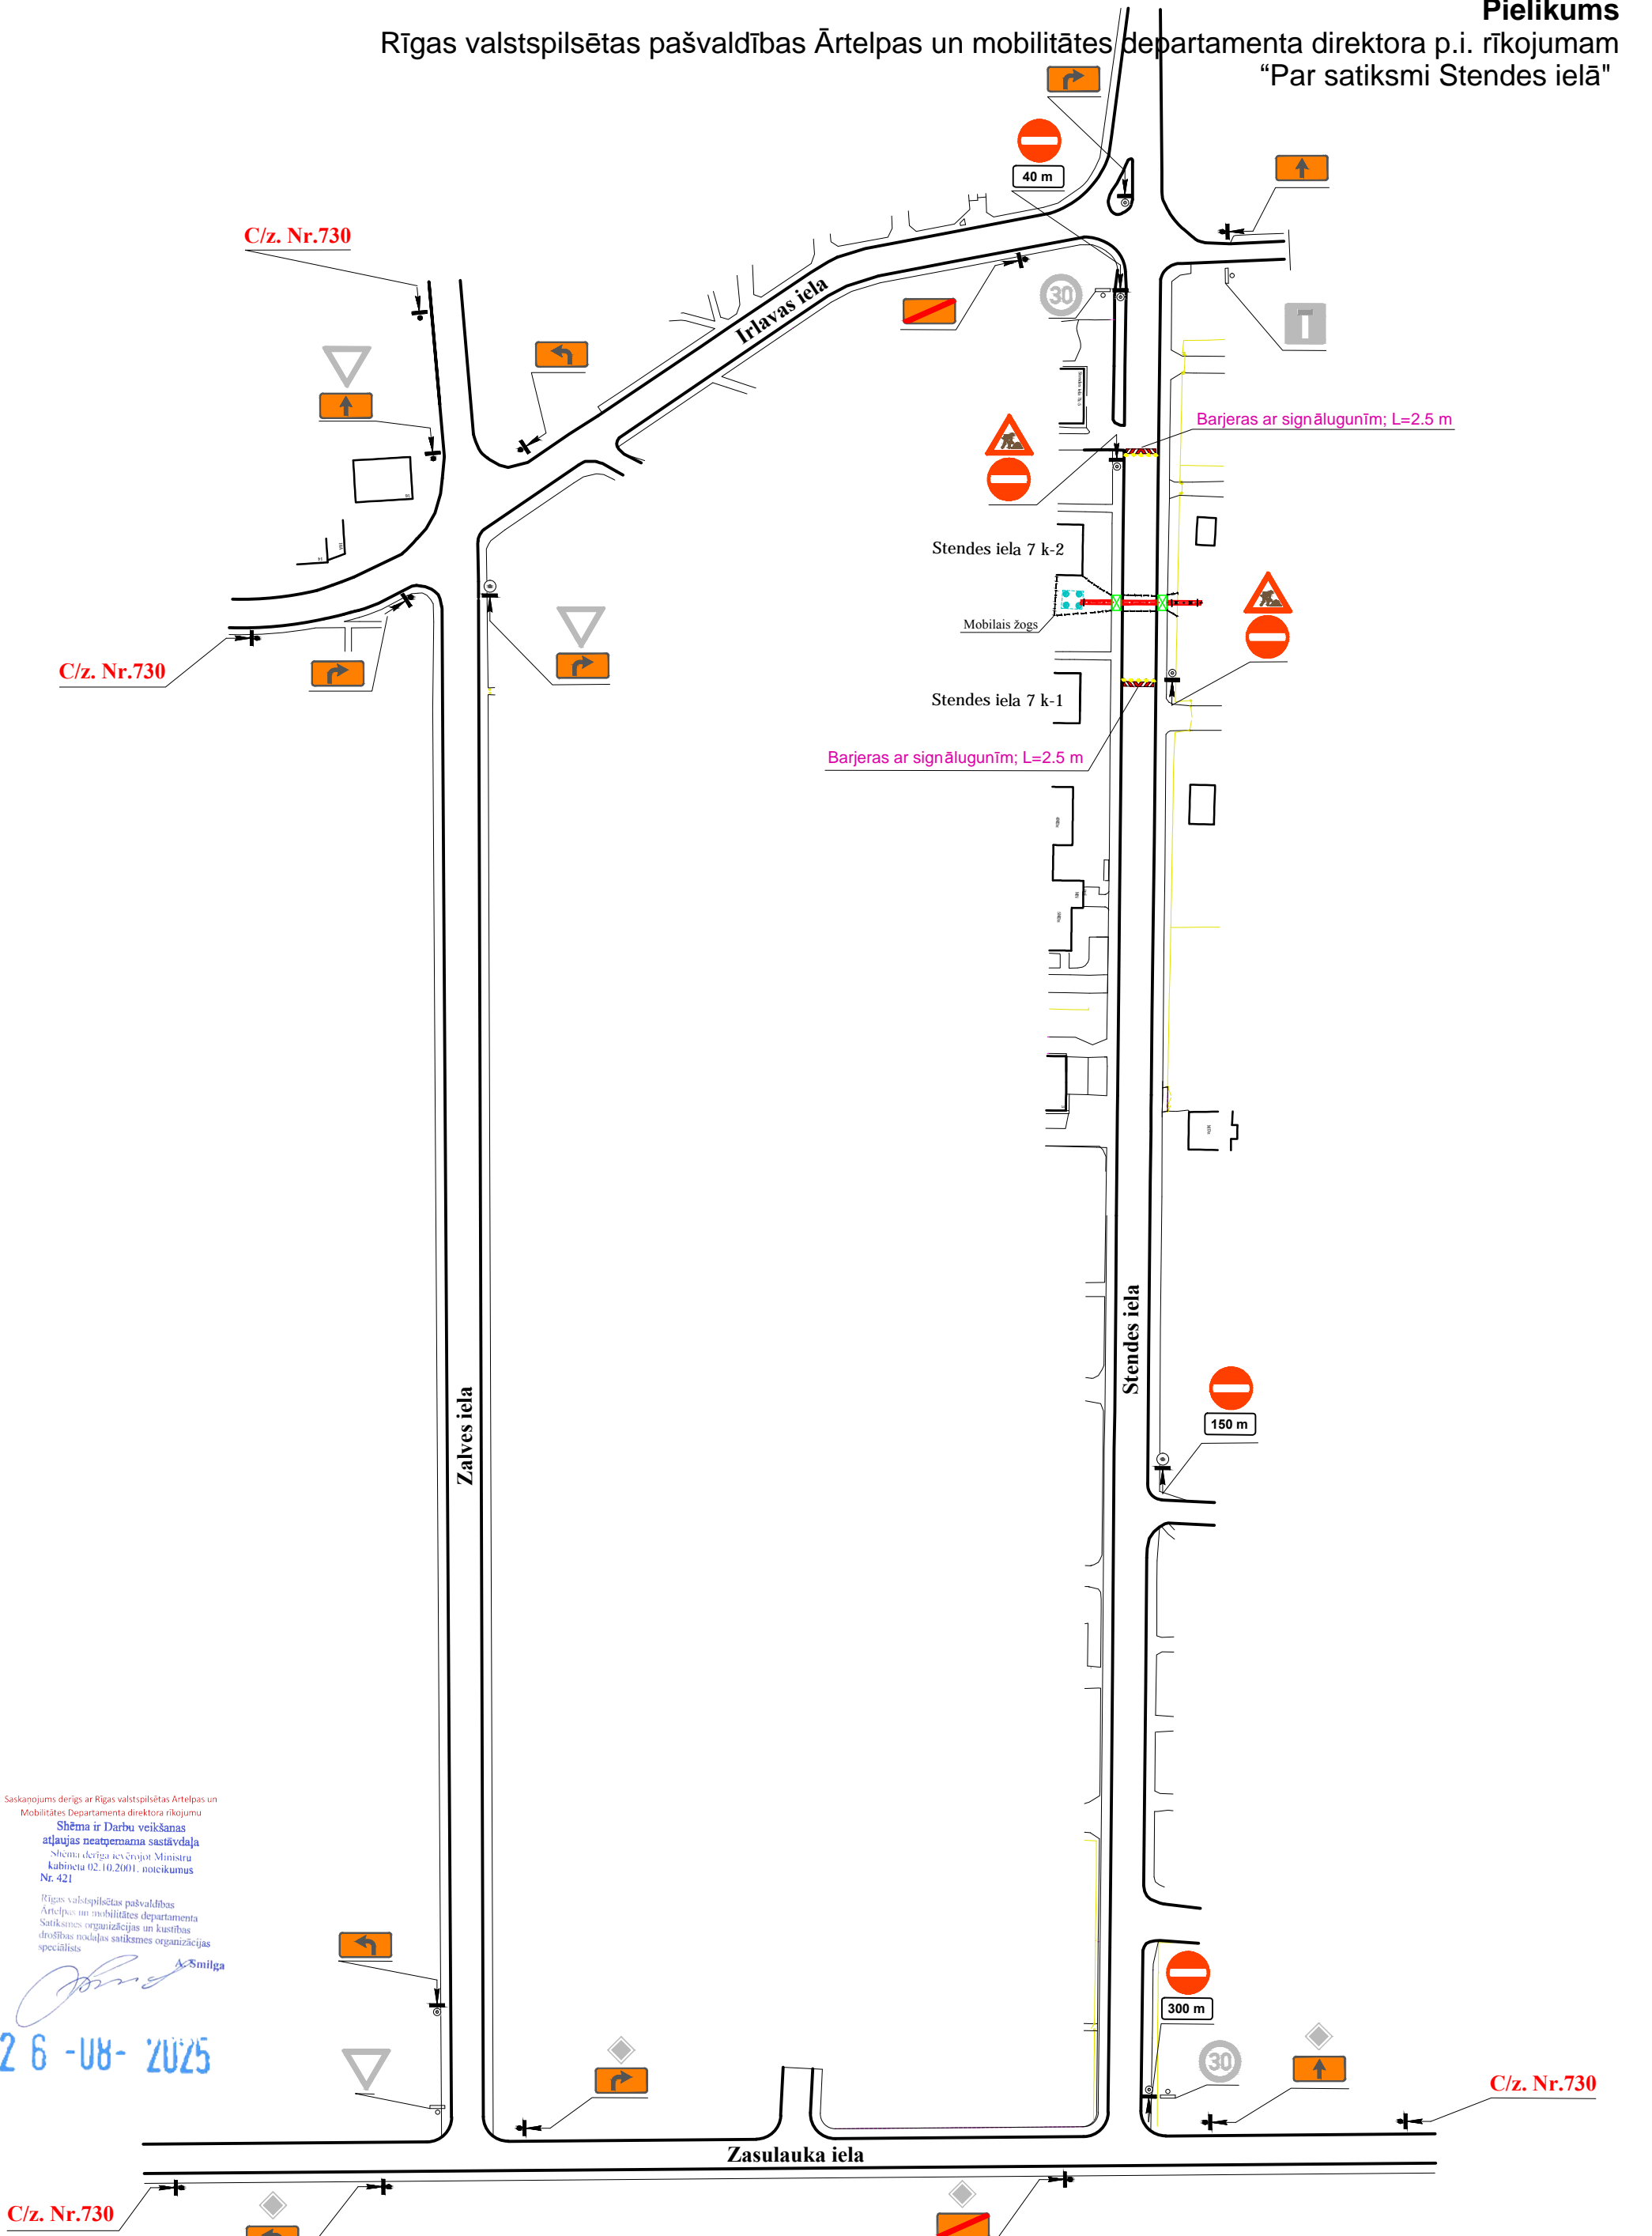 Pielikums
Rīgas valstspilsētas pašvaldības Ārtelpas un mobilitātes departamenta direktora p.i. rīkojumam
“Par satiksmi Stendes ielā"
40 m
C/z. Nr.730
30
Irlavas iela
Barjeras ar signālugunīm; L=2.5 m
Stendes iela 7 k-2
Mobilais žogs
C/z. Nr.730
Stendes iela 7 k-1
Barjeras ar signālugunīm; L=2.5 m
Stendes iela
Zalves iela
150 m
Saskaņojums derīgs ar Rīgas valstspilsētas Ārtelpas un
Mobilitātes Departamenta direktora rīkojumu
Shēma ir Darbu veikšanas
atļaujas neatņemama sastāvdaļa
Shēma derīga ievērojot Ministru
kabineta 02.10.2001. noteikumus
Nr. 421
Rīgas valstspilsētas pašvaldības
Ārtelpas un mobilitātes departamenta
Satiksmes organizācijas un kustības
drošības nodaļas satiksmes organizācijas
speciālists
A. Smilga
26 -08- 2025
300 m
30
C/z. Nr.730
Zasulauka iela
C/z. Nr.730